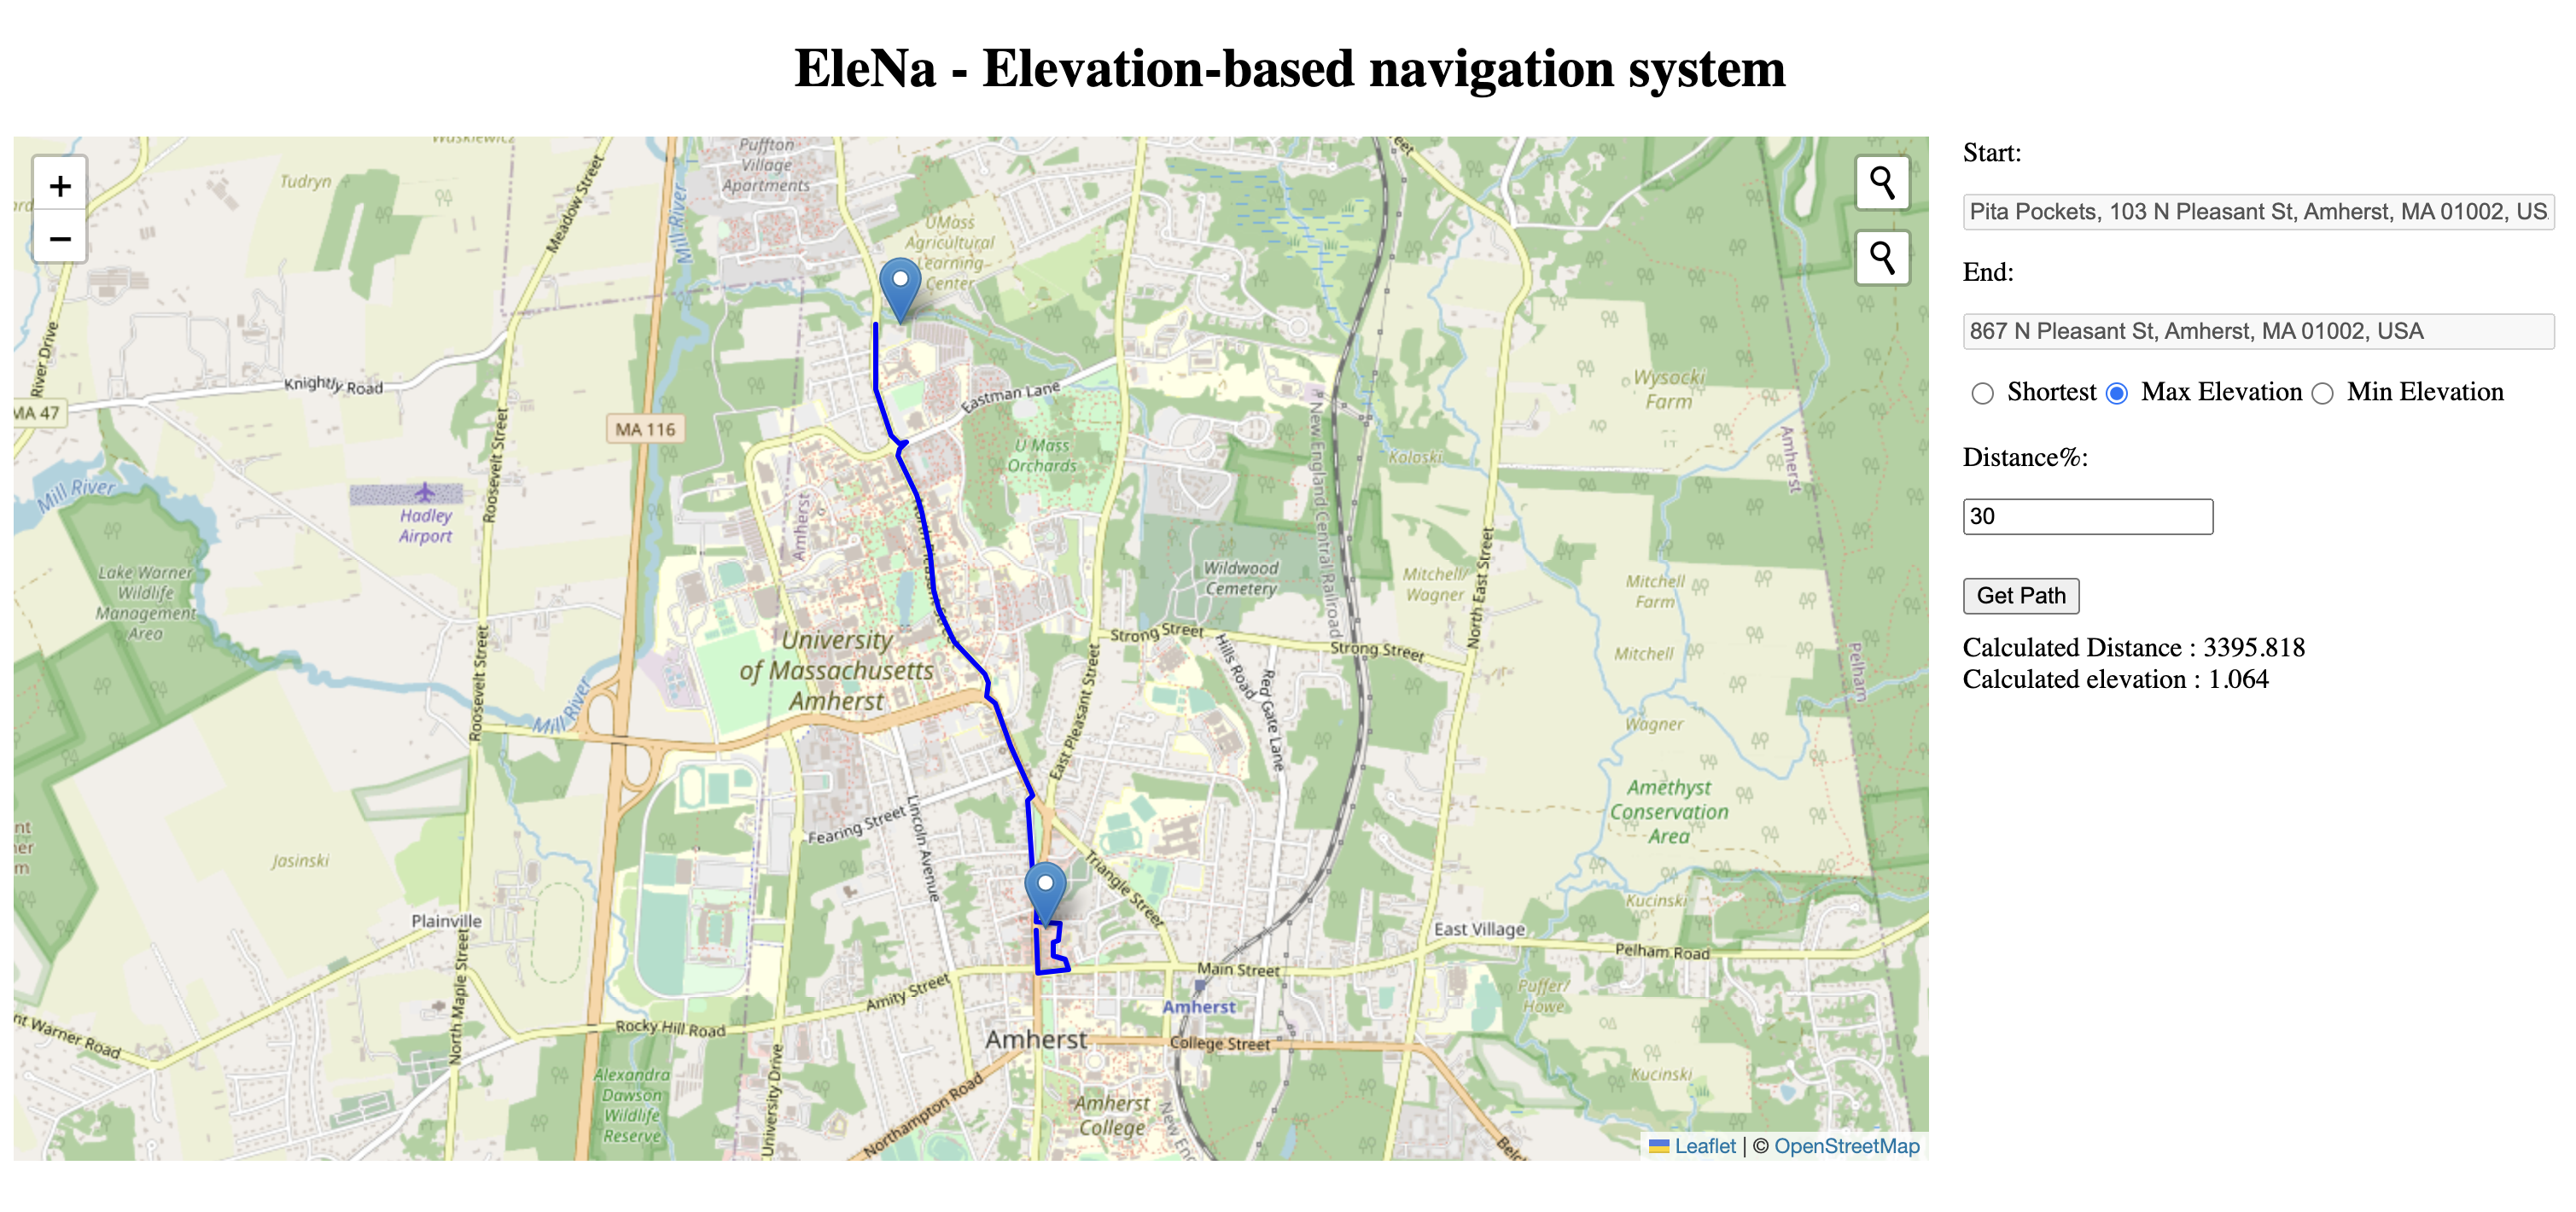 EleNa - Elevation-based navigation system
+
−
Start:
Pita Pockets, 103 N Pleasant St, Amherst, MA 01002, US
End:
867 N Pleasant St, Amherst, MA 01002, USA
Shortest Max Elevation Min Elevation
Distance%:
30
Get Path
Calculated Distance : 3395.818
Calculated elevation : 1.064
Puffton
Village
Apartments
Tudryn
Meadow Street
Mill River
UMass
Agricultural
Learning
Center
River Drive
Knightly Road
MA 47
MA 116
Eastman Lane
Wysocki
Farm
Amherst
U Mass
Orchards
Koloski
Mill River
Hadley
Airport
Roosevelt Street
Amherst
New England Central Railroad
North East Street
Lake Warner
Wildlife
Management
Area
Wildwood
Cemetery
Mitchell/
Wagner
Mitchell
Farm
University
of Massachusetts
Amherst
Strong Street
Strong Street
Mitchell
Hills Road
Red Gate Lane
Pelham
Roosevelt Street
Mill River
East Pleasant Street
Wagner
Amethyst
Conservation
Area
Lincoln Avenue
Fearing Street
Jasinski
Triangle Street
Plainville
Kucinski
East Village
Pelham Road
North Maple Street
Amity Street
Main Street
Puffer/
Howe
Amherst
Rocky Hill Road
nt Warner Road
Amherst
College Street
Alexandra
Dawson
Wildlife
Reserve
University Drive
Northampton Road
Amherst
College
Kucinski
Leaflet | © OpenStreetMap